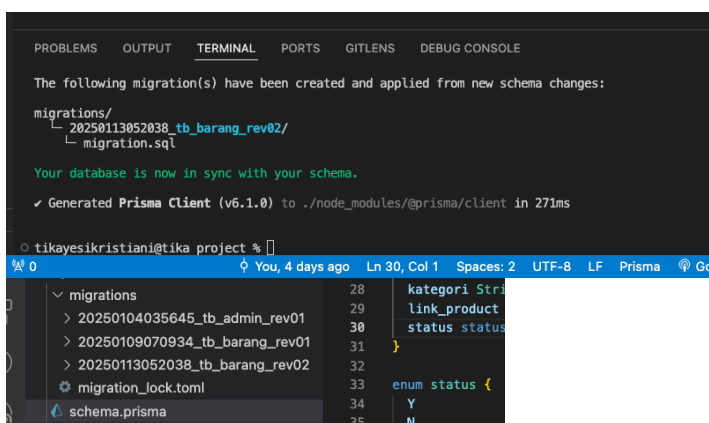 PROBLEMS OUTPUT TERMINAL PORTS GITLENS DEBUG CONSOLE
The following migration(s) have been created and applied from new schema changes:
migrations/
└─ 20250113052038_tb_barang_rev02/
└─ migration.sql
Your database is now in sync with your schema.
✔ Generated Prisma Client (v6.1.0) to ./node_modules/@prisma/client in 271ms
tikayesikristiani@tika project %
0 You, 4 days ago Ln 30, Col 1 Spaces: 2 UTF-8 LF Prisma Go
migrations
20250104035645_tb_admin_rev01
20250109070934_tb_barang_rev01
20250113052038_tb_barang_rev02
migration_lock.toml
schema.prisma
28 kategori Stri
29 link_product
30 status status
31 }
32
33 enum status {
34 Y
35 N